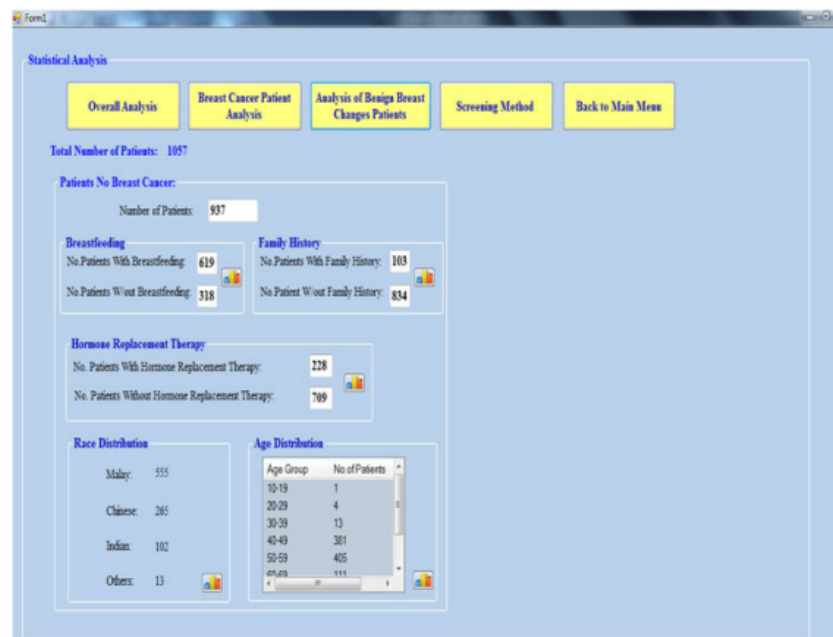 Form1
Statistical Analysis
Overall Analysis
Breast Cancer Patient
Analysis
Analysis of Benign Breast
Changes Patients
Screening Method
Back to Main Menu
Total Number of Patients: 1057
Patients No Breast Cancer:
Number of Patients: 937
Breastfeeding
No.Patients With Breastfeeding: 619
No.Patients W/out Breastfeeding: 318
Family History
No.Patients With Family History: 103
No.Patient W/out Family History: 834
Hormone Replacement Therapy
No. Patients With Hormone Replacement Therapy: 228
No. Patients Without Hormone Replacement Therapy: 709
Race Distribution
Malay: 555
Chinese: 265
Indian: 102
Others: 13
Age Distribution
Age Group No of Patients
10-19 1
20-29 4
30-39 13
40-49 381
50-59 405
60-69 111